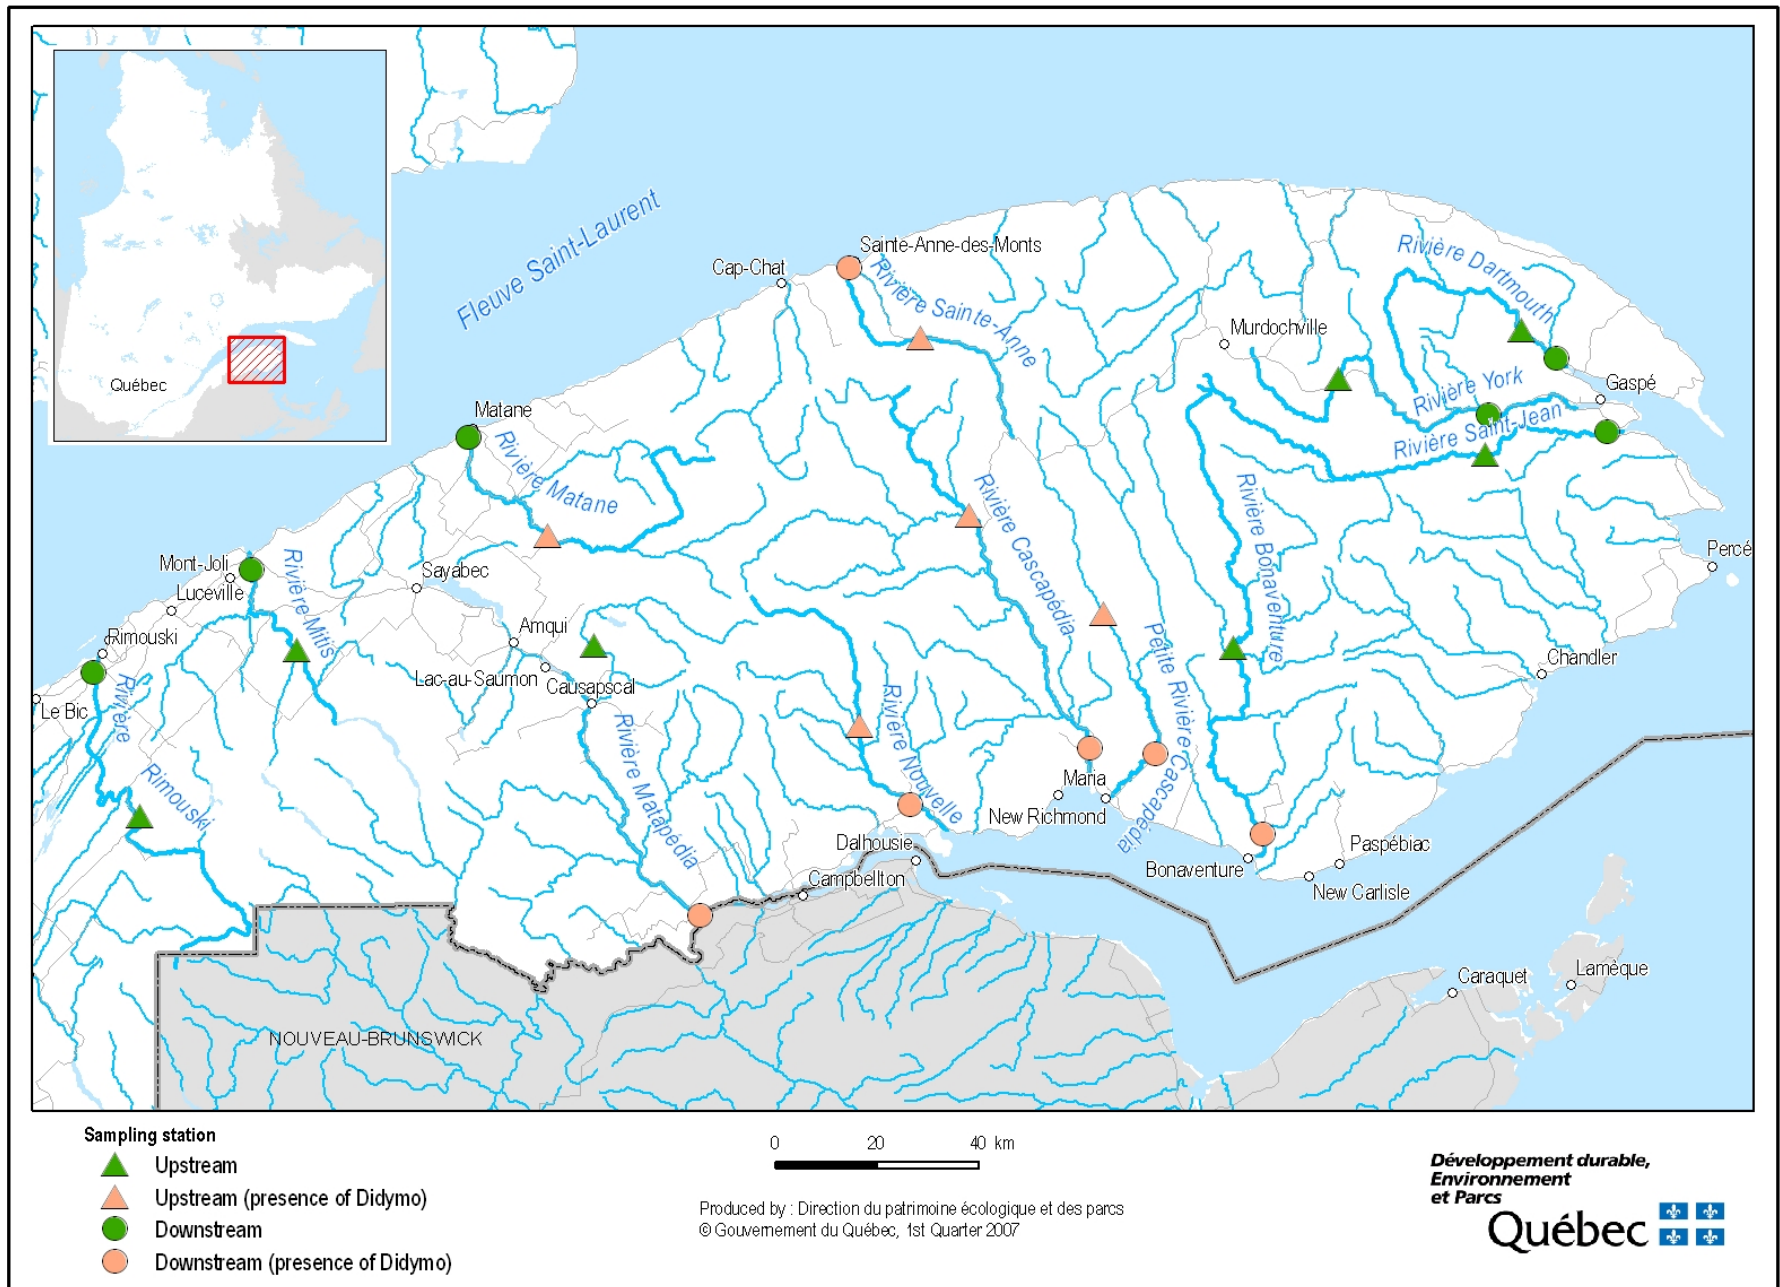 Québec
Fleuve Saint-Laurent
Sainte-Anne-des-Monts
Cap-Chat
Rivière Sainte-Anne
Rivière Dartmouth
Murdochville
Rivière York
Gaspé
Rivière Saint-Jean
Matane
Rivière Matane
Rivière Cascapédia
Rivière Bonaventure
Percé
Mont-Joli
Luceville
Rivière Mitis
Sayabec
Rimouski
Amqui
Lac-au-Saumon
Causapscal
Petite Rivière Cascapédia
Chandler
Le Bic
Rivière
Rimouski
Rivière Matapédia
Rivière Nouvelle
Maria
New Richmond
Dalhousie
Campbellton
Bonaventure
Paspébiac
New Carlisle
Caraquet
Lamèque
NOUVEAU-BRUNSWICK
Sampling station
Upstream
Upstream (presence of Didymo)
Downstream
Downstream (presence of Didymo)
0 20 40 km
Produced by : Direction du patrimoine écologique et des parcs
© Gouvernement du Québec, 1st Quarter 2007
Développement durable,
Environnement
et Parcs
Québec